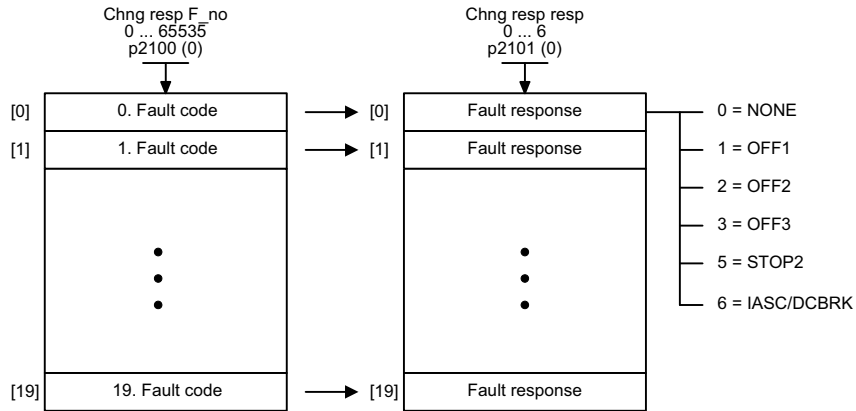 Chng resp F_no
0 ... 65535
p2100 (0)
Chng resp resp
0 ... 6
p2101 (0)
[0] 0. Fault code [0] Fault response 0 = NONE
[1] 1. Fault code [1] Fault response 1 = OFF1
2 = OFF2
3 = OFF3
5 = STOP2
6 = IASC/DCBRK
[19] 19. Fault code [19] Fault response